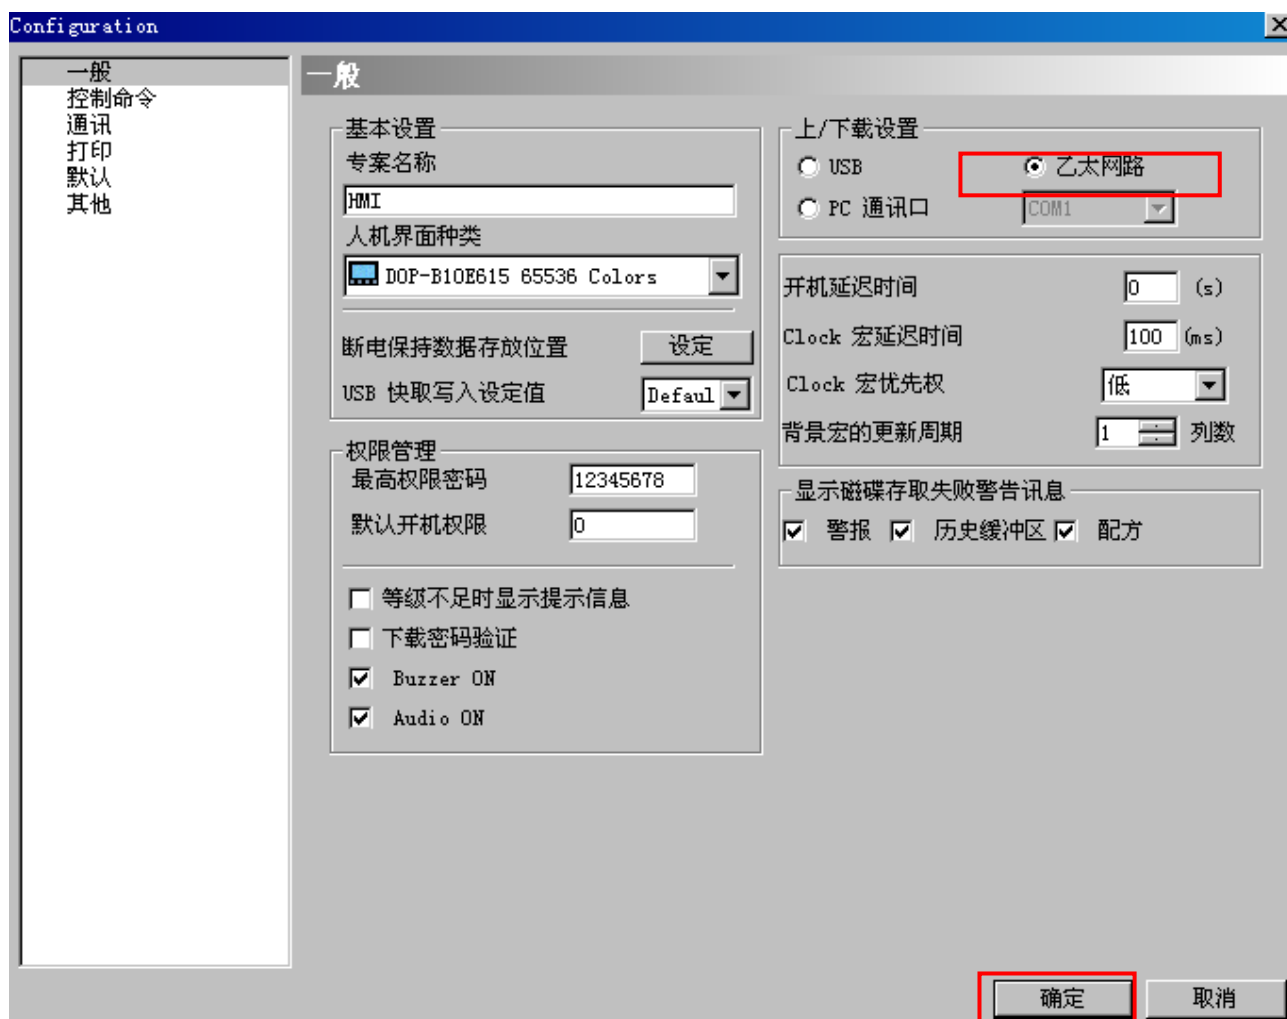 Configuration
一般
控制命令
通讯
打印
默认
其他
一般
基本设置
专案名称
HMI
人机界面种类
DOP-B10E615 65536 Colors
断电保持数据存放位置 设定
USB 快取写入设定值 Defaul
权限管理
最高权限密码 12345678
默认开机权限 0
等级不足时显示提示信息
下载密码验证
Buzzer ON
Audio ON
上/下载设置
USB 乙太网路
PC 通讯口 COM1
开机延迟时间 0 (s)
Clock 宏延迟时间 100 (ms)
Clock 宏优先权 低
背景宏的更新周期 1 列数
显示磁碟存取失败警告讯息
警报 历史缓冲区 配方
确定 取消